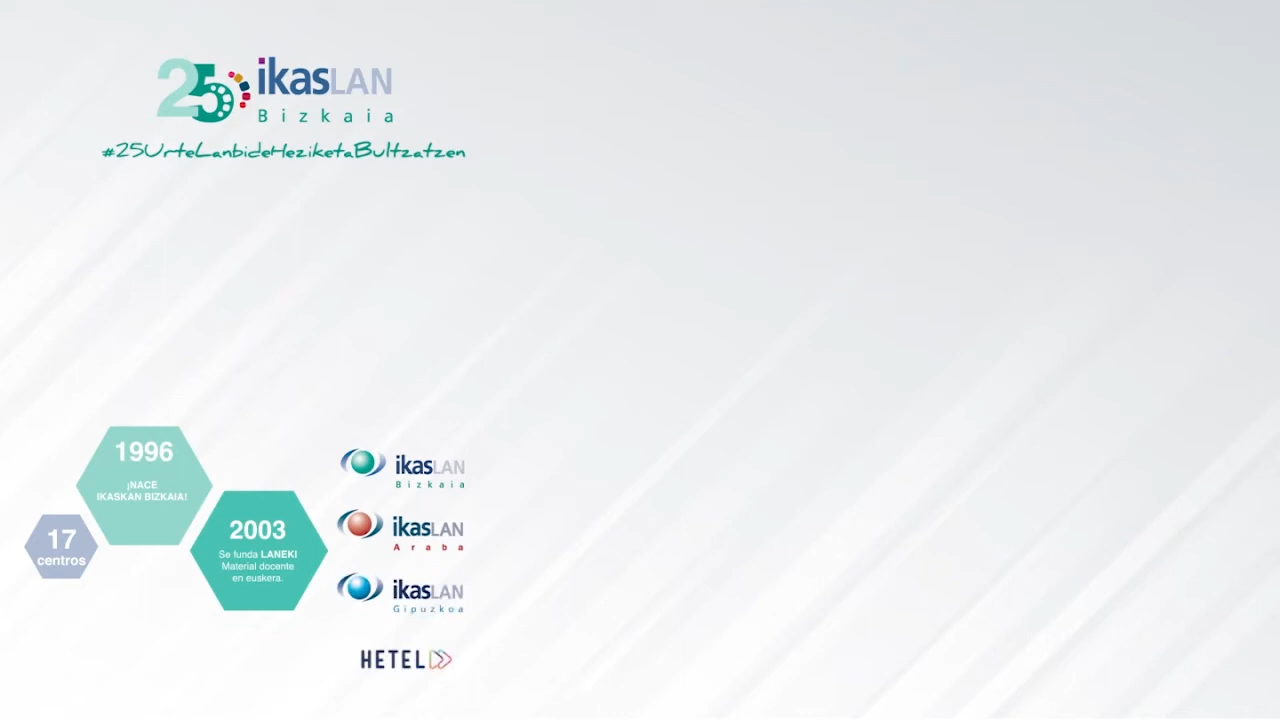 25 ikasLAN
Bizkaia
#25UrteLanbideHeziketaBultzatzen
1996
¡NACE
IKASKAN BIZKAIA!
17
centros
2003
Se funda LANEKI
Material docente
en euskera.
ikasLAN
Bizkaia
ikasLAN
Araba
ikasLAN
Gipuzkoa
HETEL